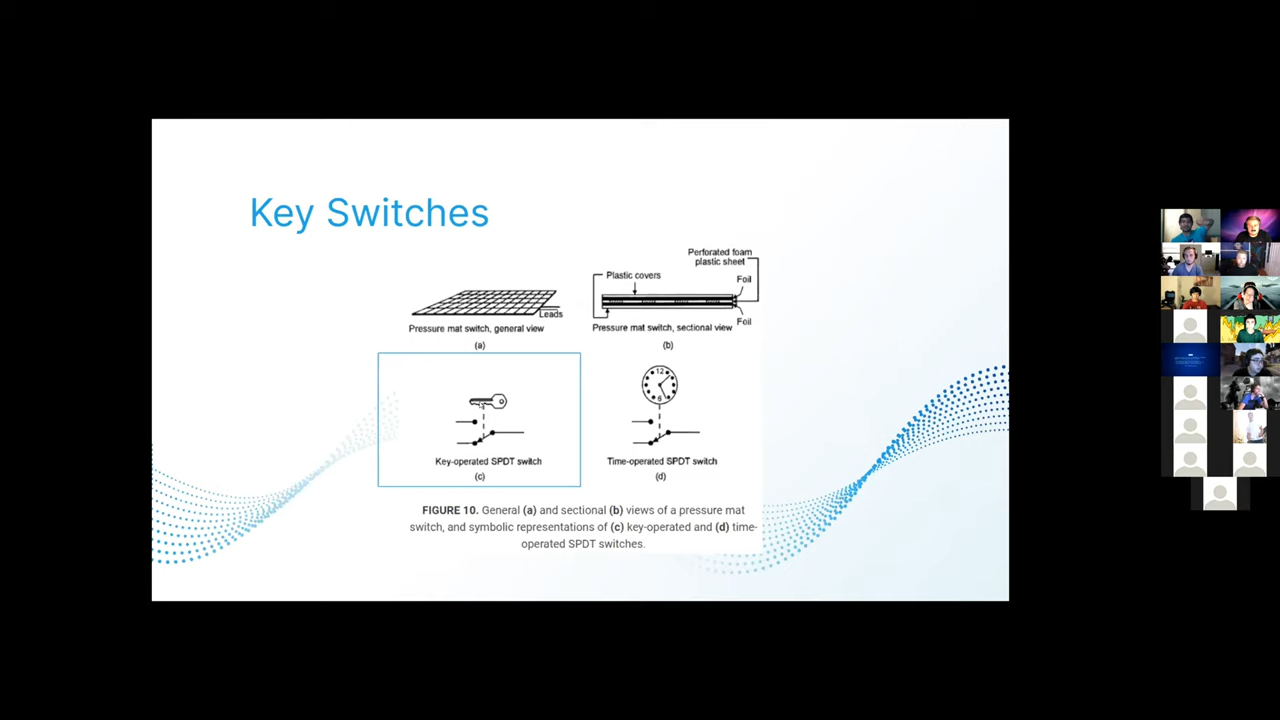 Key Switches
Perforated foam
plastic sheet
Plastic covers
Foil
Leads
Foil
Pressure mat switch, general view
Pressure mat switch, sectional view
(a)
(b)
12
6
Key-operated SPDT switch
Time-operated SPDT switch
(c)
(d)
FIGURE 10. General (a) and sectional (b) views of a pressure mat
switch, and symbolic representations of (c) key-operated and (d) time-
operated SPDT switches.